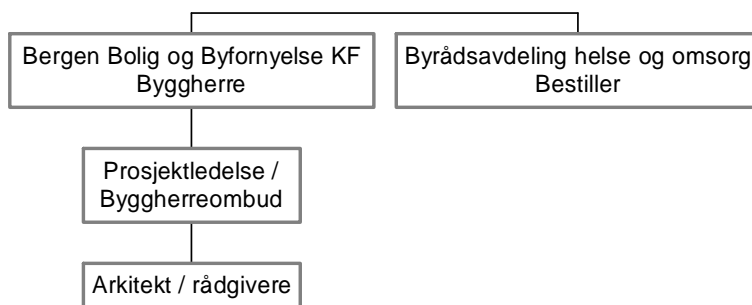 Bergen Bolig og Byfornyelse KF
Byggherre
Byrådsavdeling helse og omsorg
Bestiller
Prosjektledelse /
Byggherreombud
Arkitekt / rådgivere